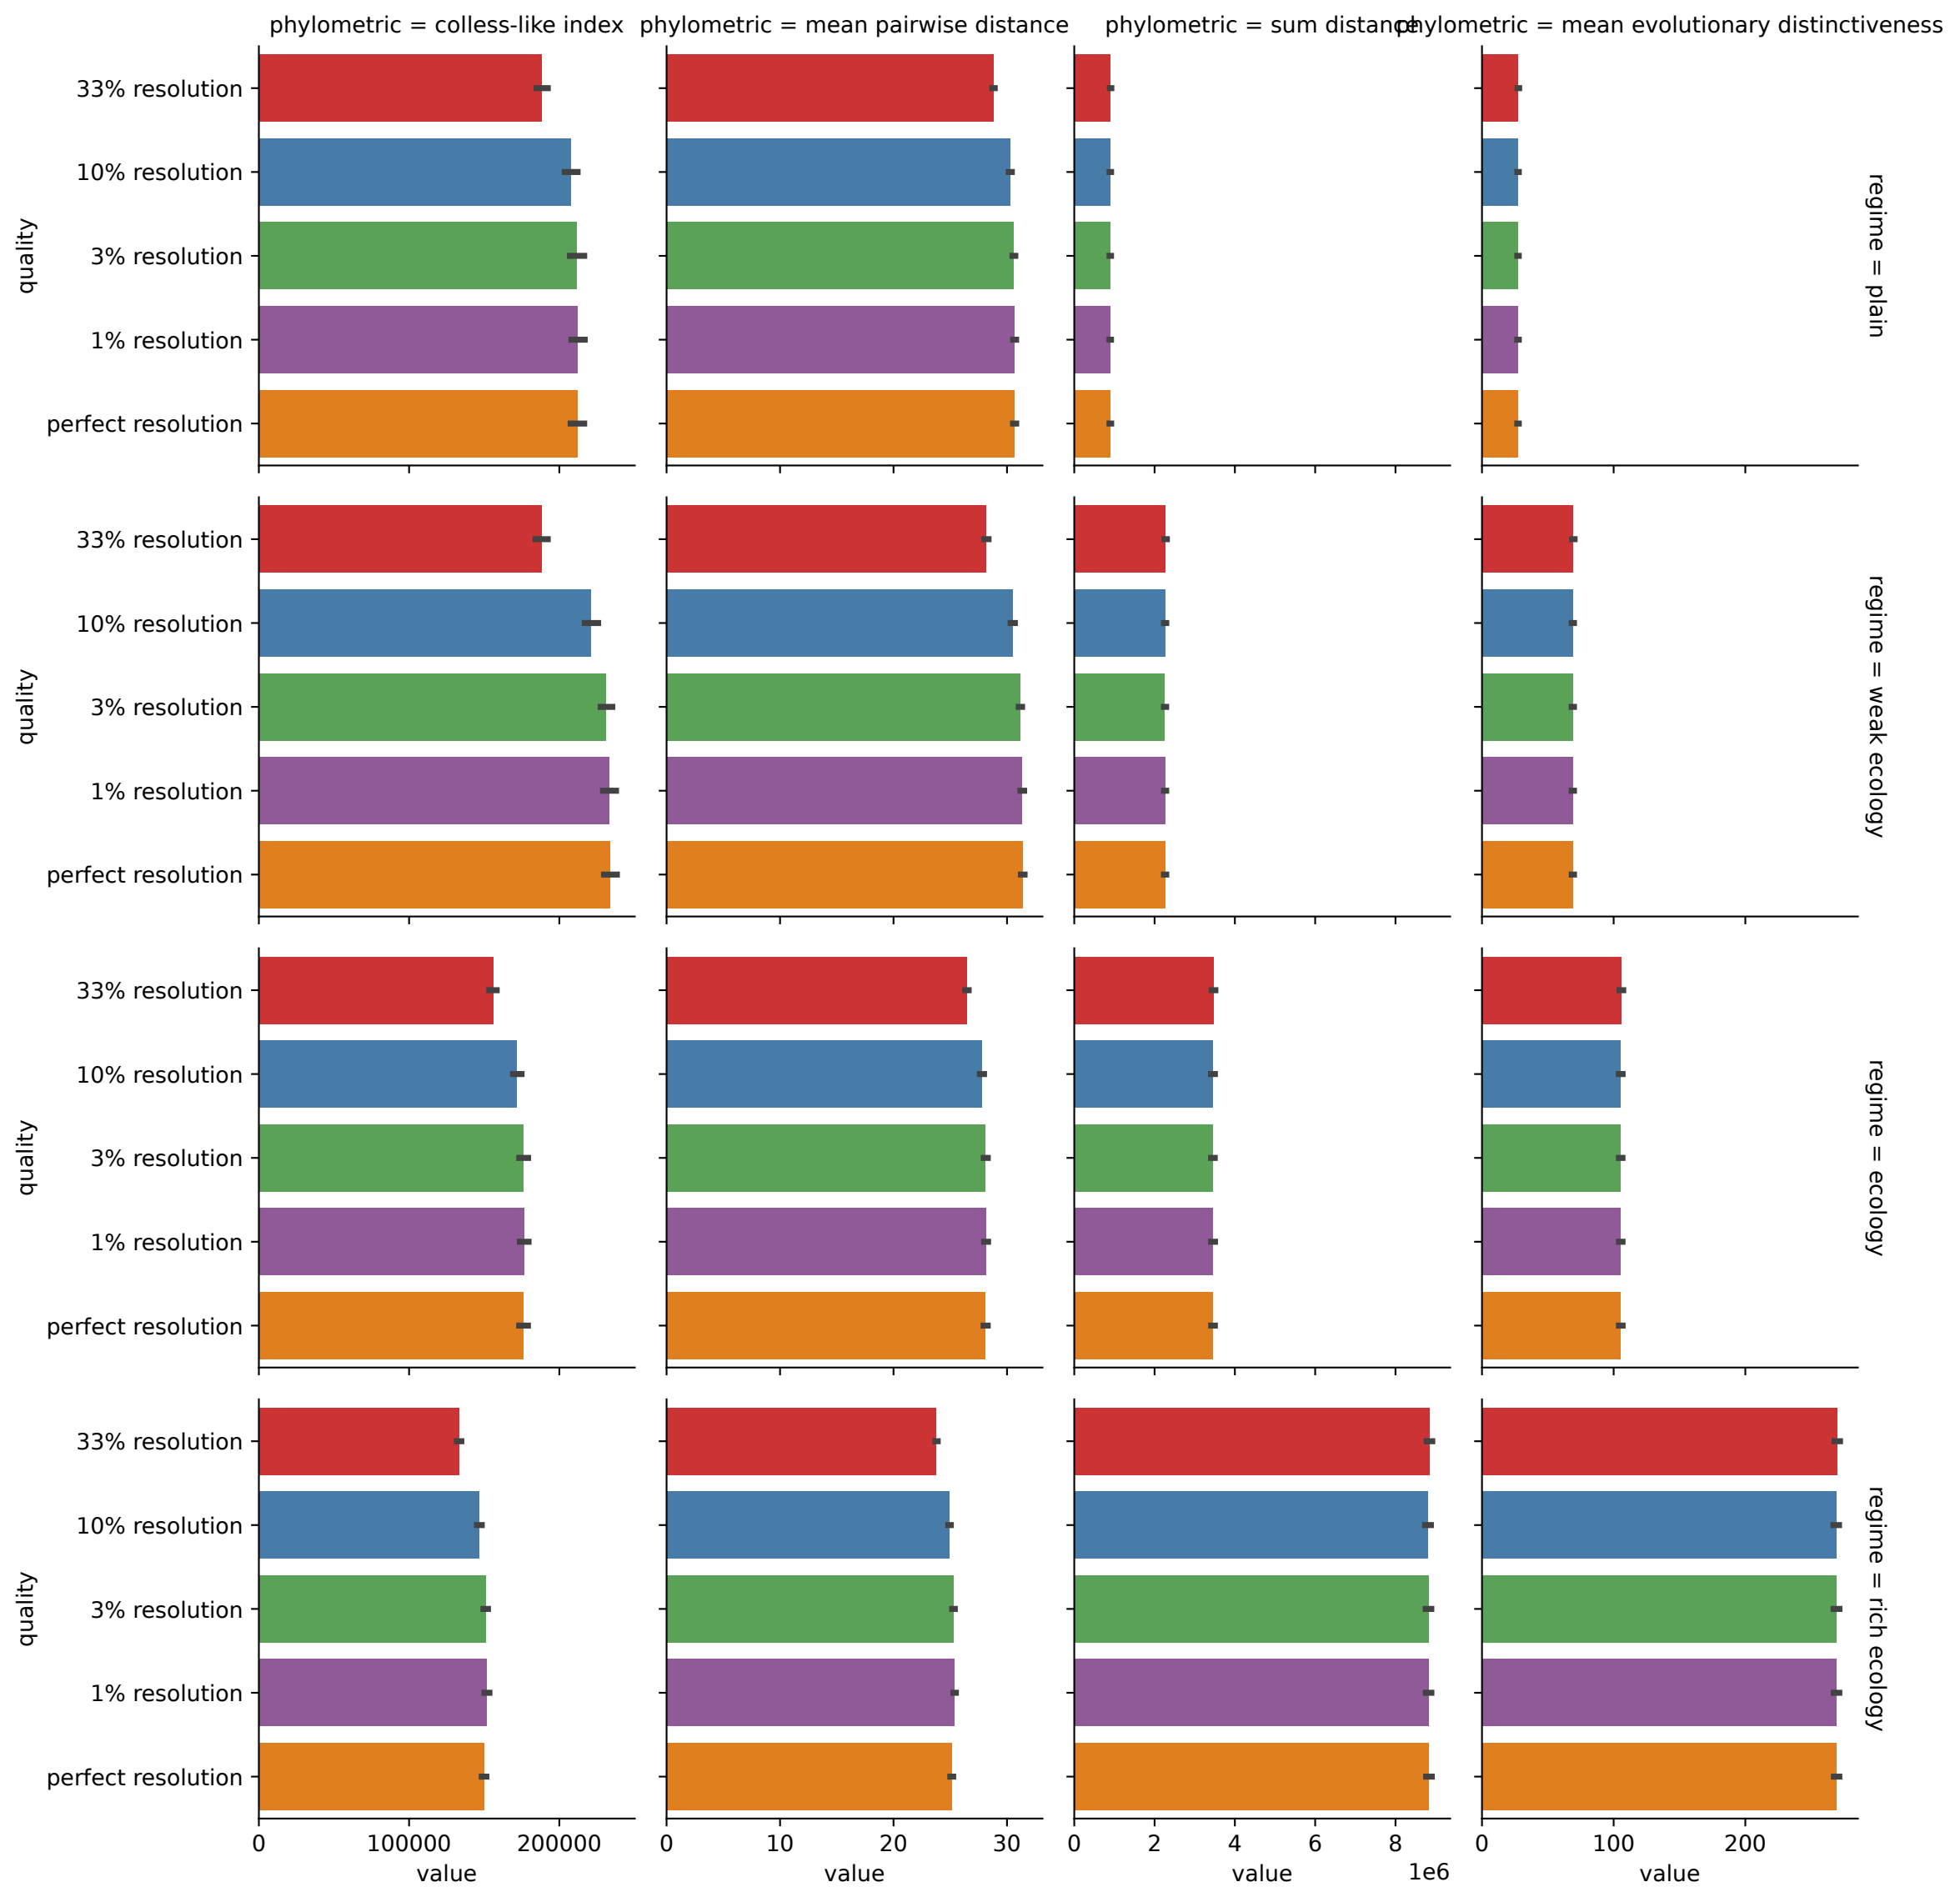 phylometric = colless-like index
phylometric = mean pairwise distance
phylometric = sum distance
phylometric = mean evolutionary distinctiveness
quality
33% resolution
10% resolution
3% resolution
1% resolution
perfect resolution
regime = plain
quality
33% resolution
10% resolution
3% resolution
1% resolution
perfect resolution
regime = weak ecology
quality
33% resolution
10% resolution
3% resolution
1% resolution
perfect resolution
regime = ecology
quality
33% resolution
10% resolution
3% resolution
1% resolution
perfect resolution
regime = rich ecology
0 100000 200000
value
0 10 20 30
value
0 2 4 6 8
1e6
value
0 100 200
value